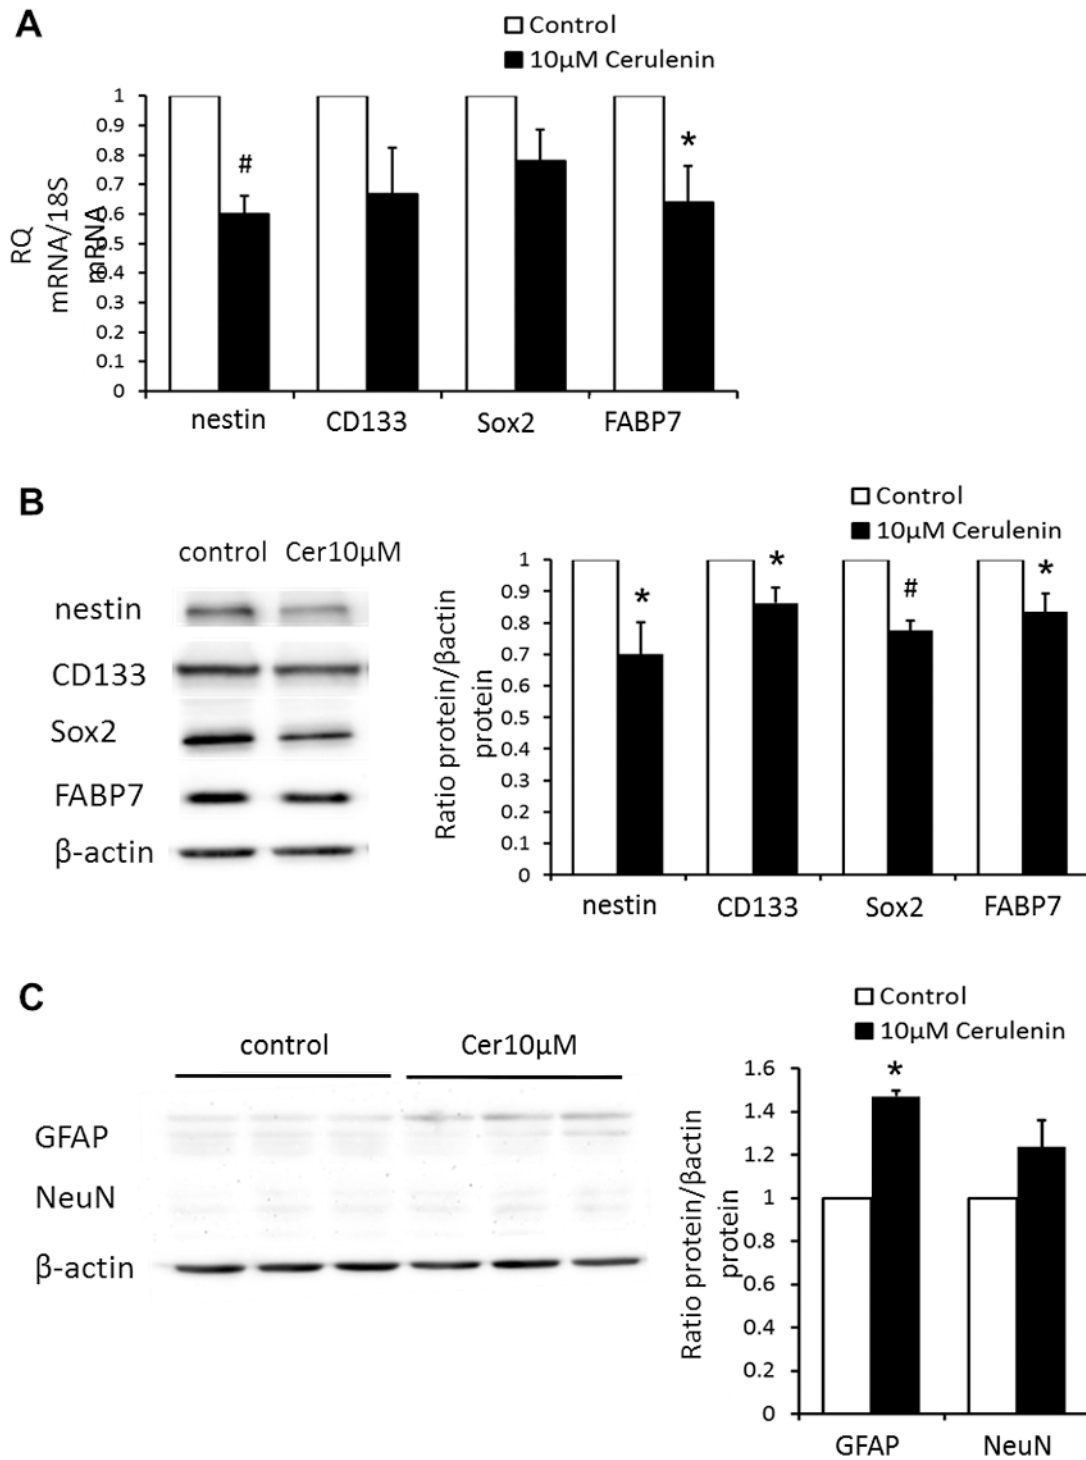 A
Control
10µM Cerulenin
RQ
mRNA/18S
mRNA
1
0.9
0.8
0.7
0.6
0.5
0.4
0.3
0.2
0.1
0
#
*
nestin
CD133
Sox2
FABP7
B
control
Cer10µM
nestin
CD133
Sox2
FABP7
β-actin
Control
10µM Cerulenin
Ratio protein/βactin
protein
1
0.9
0.8
0.7
0.6
0.5
0.4
0.3
0.2
0.1
0
*
*
#
*
nestin
CD133
Sox2
FABP7
C
control
Cer10µM
GFAP
NeuN
β-actin
Control
10µM Cerulenin
Ratio protein/βactin
protein
1.6
1.4
1.2
1
0.8
0.6
0.4
0.2
0
*
GFAP
NeuN